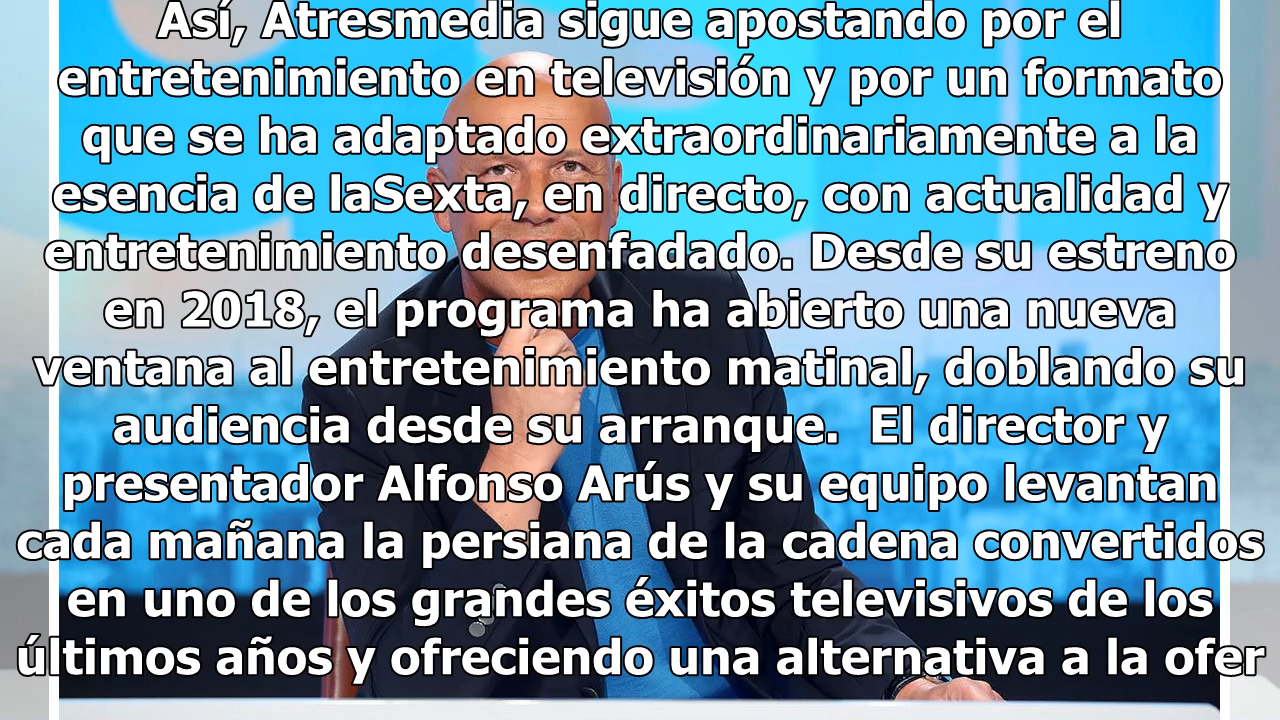 Así, Atresmedia sigue apostando por el
entretenimiento en televisión y por un formato
que se ha adaptado extraordinariamente a la
esencia de laSexta, en directo, con actualidad y
entretenimiento desenfadado. Desde su estreno
en 2018, el programa ha abierto una nueva
ventana al entretenimiento matinal, doblando su
audiencia desde su arranque.  El director y
presentador Alfonso Arús y su equipo levantan
cada mañana la persiana de la cadena convertidos
en uno de los grandes éxitos televisivos de los
últimos años y ofreciendo una alternativa a la ofer